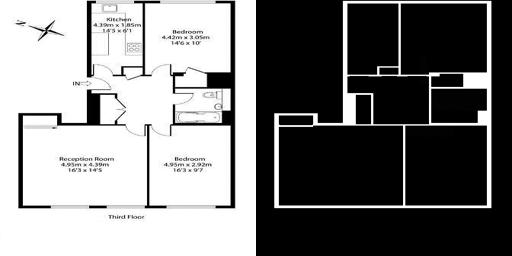 Z
Kitchen
4.39m x 1.85m
14'5 x 6'1
Bedroom
4.42m x 3.05m
14'6 x 10'
IN
Reception Room
4.95m x 4.39m
16'3 x 14'5
Bedroom
4.95m x 2.92m
16'3 x 9'7
Third Floor